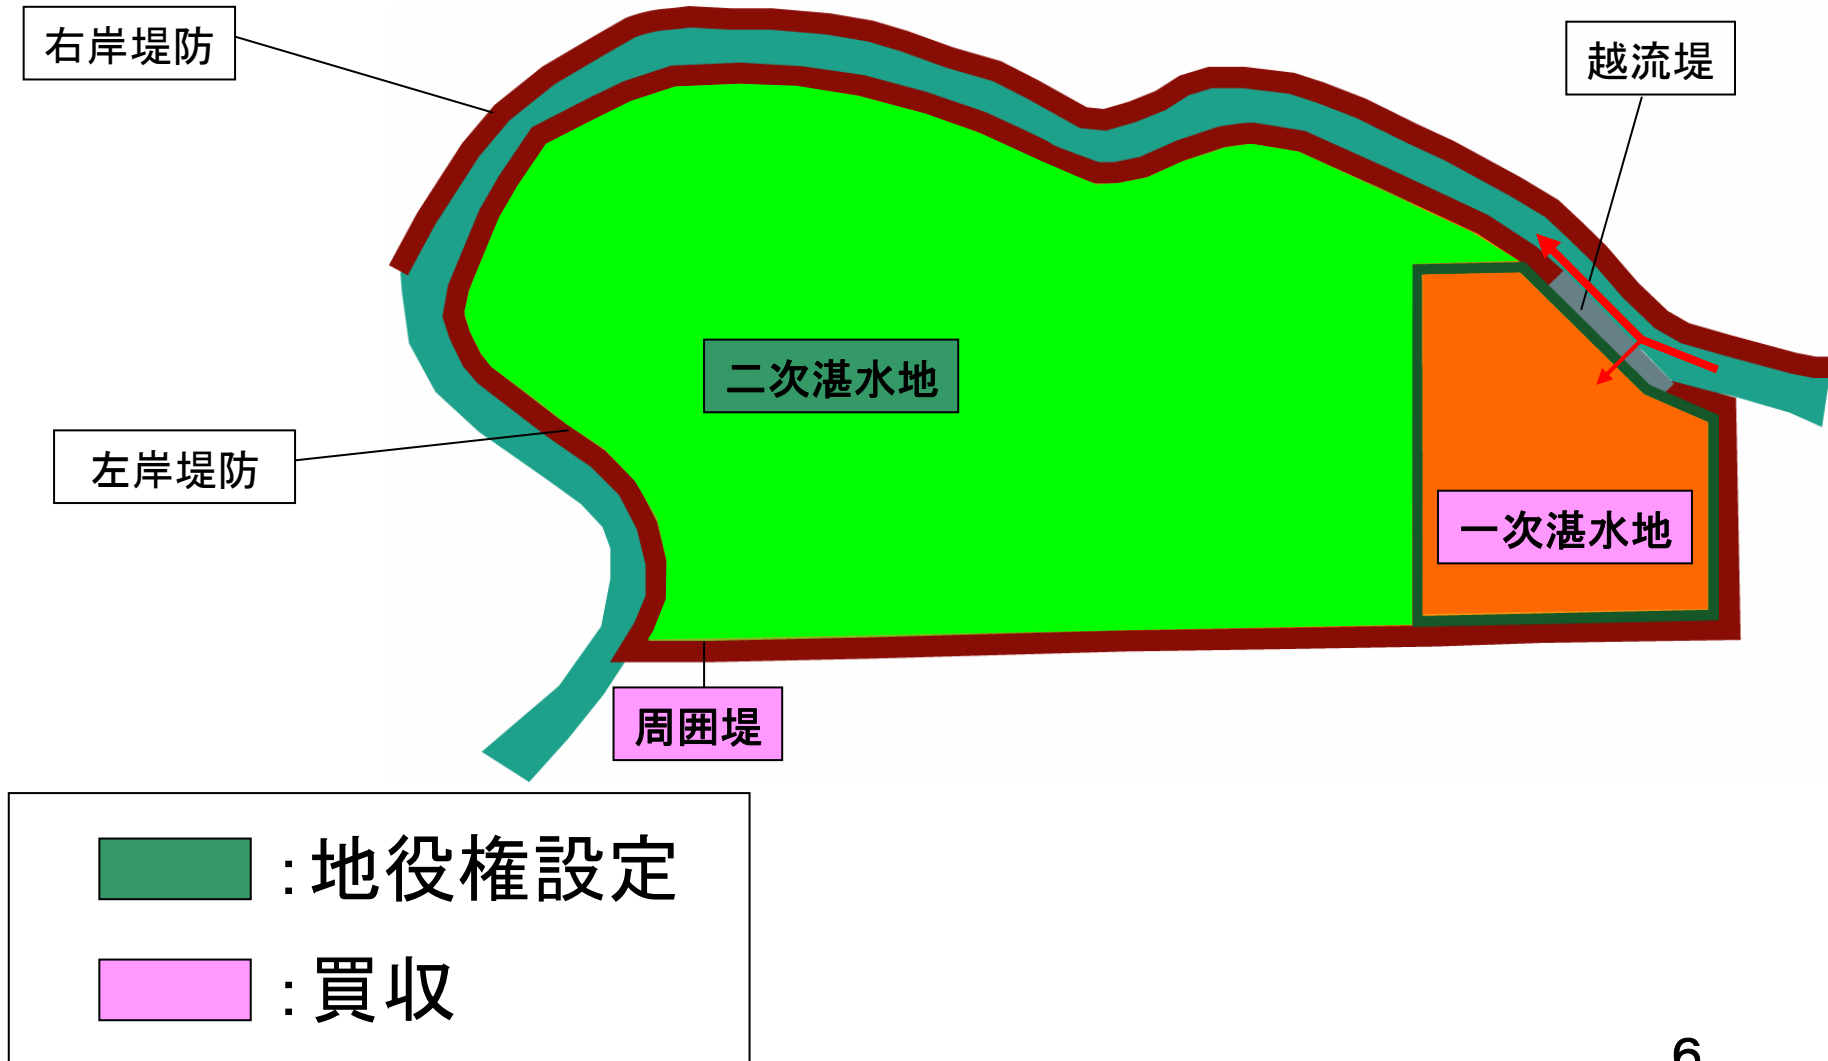 右岸堤防
越流堤
二次湛水地
左岸堤防
一次湛水地
周囲堤
:地役権設定
:買収
6